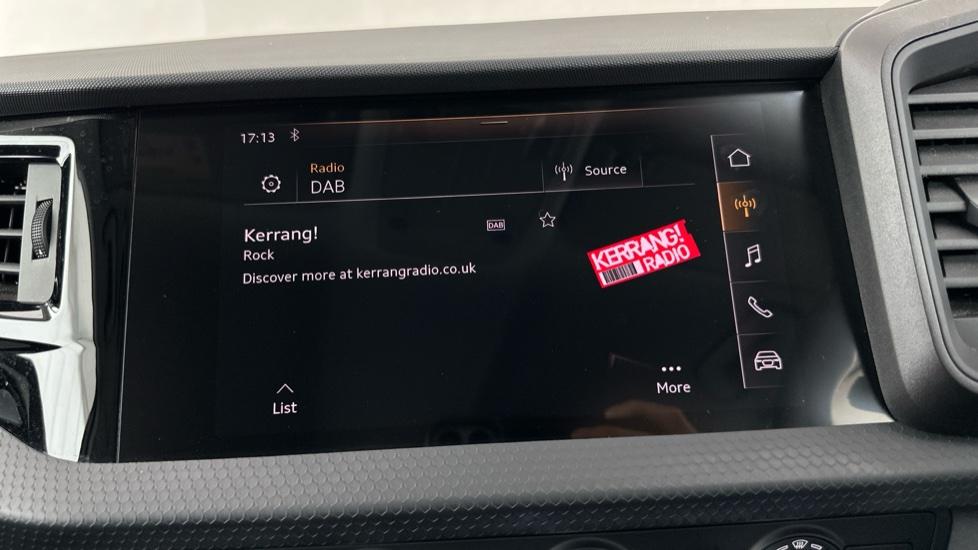 17:13
Radio
DAB
Source
Kerrang!
DAB
Rock
Discover more at kerrangradio.co.uk
KERRANG!
RADIO
List
More